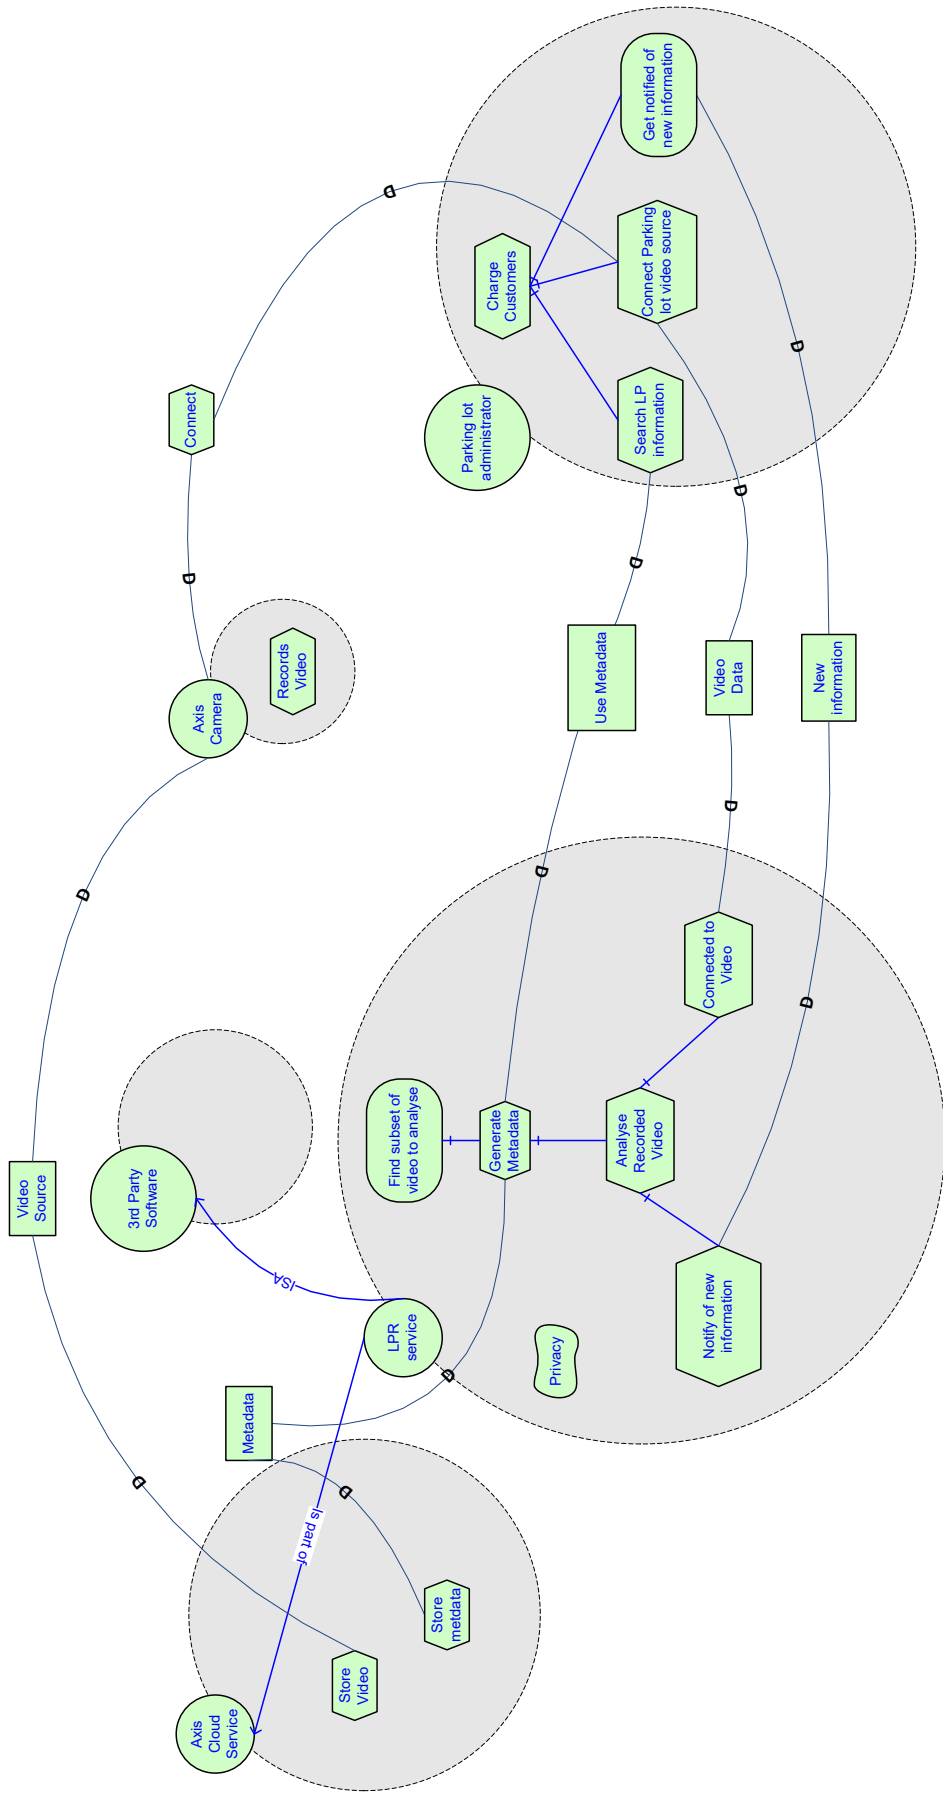 Axis
Cloud
Service
Store
Video
Store
metdata
Is part of
Metadata
Video
Source
3rd Party
Software
ISA
LPR
service
Privacy
Find subset of
video to analyse
Generate
Metadata
Analyse
Recorded
Video
Notify of new
information
Connected to
Video
Axis
Camera
Records
Video
Connect
Use Metadata
Video
Data
New
information
Parking lot
administrator
Charge
Customers
Search LP
information
Connect Parking
lot video source
Get notified of
new information
D
D
D
D
D
D
D
D
D
D
D
D